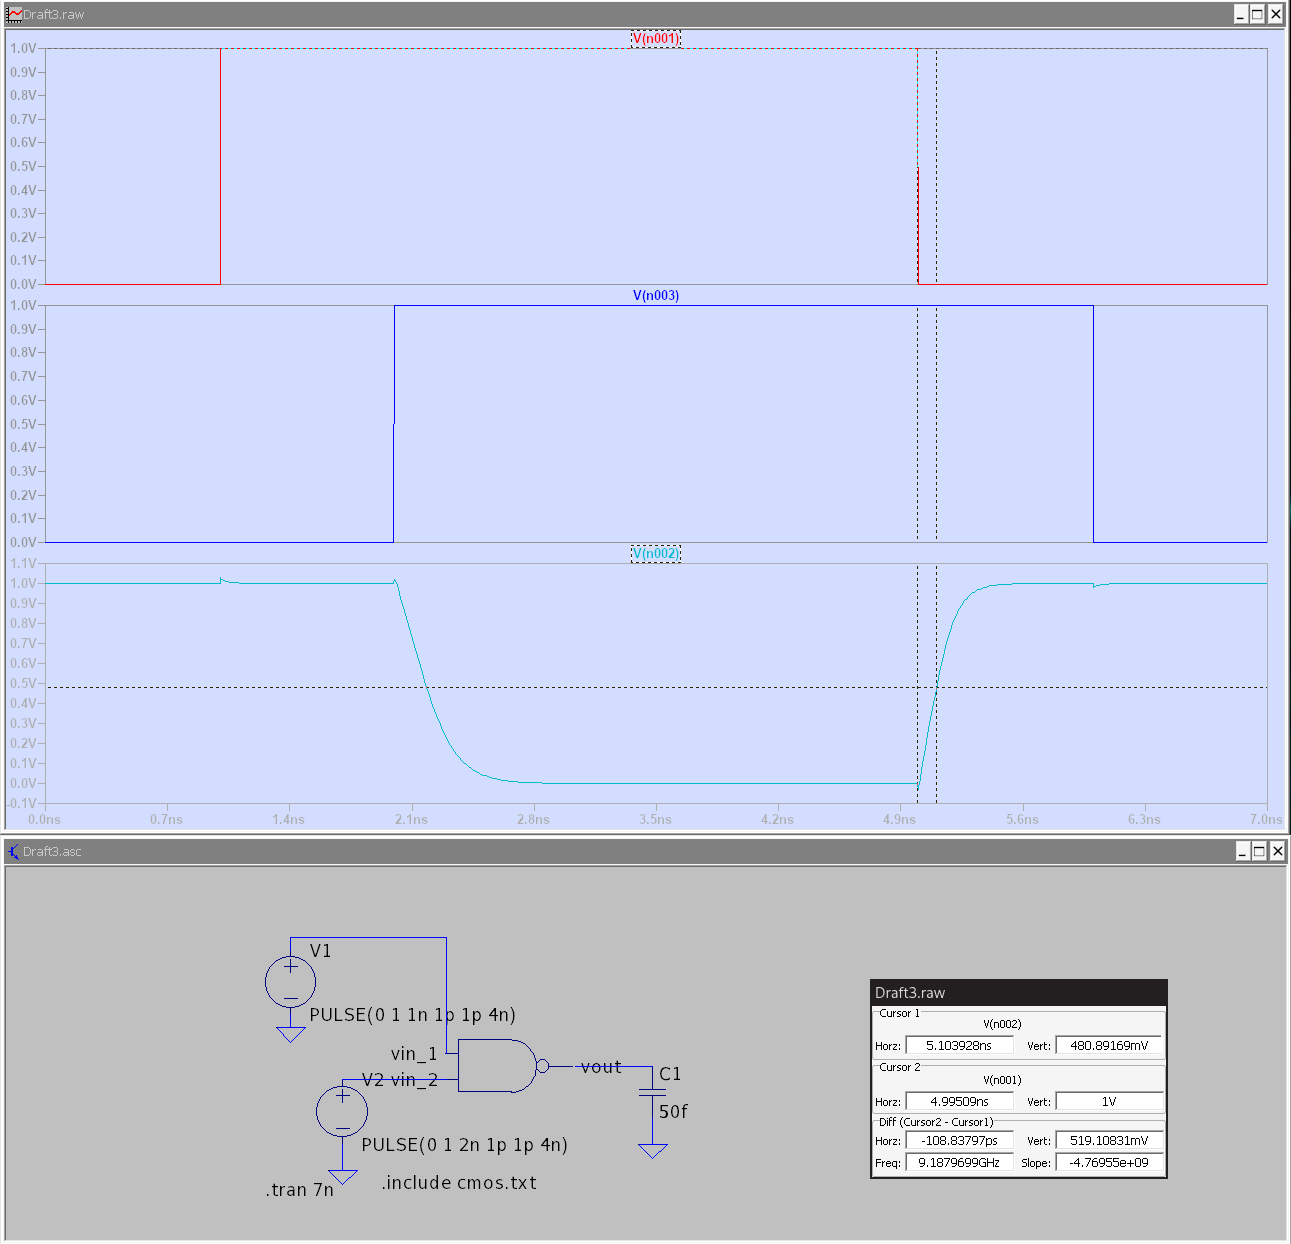 Draft3.raw
V(n001)
1.0V
0.9V
0.8V
0.7V
0.6V
0.5V
0.4V
0.3V
0.2V
0.1V
0.0V
V(n003)
1.0V
0.9V
0.8V
0.7V
0.6V
0.5V
0.4V
0.3V
0.2V
0.1V
0.0V
V(n002)
1.1V
1.0V
0.9V
0.8V
0.7V
0.6V
0.5V
0.4V
0.3V
0.2V
0.1V
0.0V
-0.1V
0.0ns 0.7ns 1.4ns 2.1ns 2.8ns 3.5ns 4.2ns 4.9ns 5.6ns 6.3ns 7.0ns
Draft3.asc
V1
PULSE(0 1 1n 1p 1p 4n)
vin_1
V2 vin_2
vout
C1
50f
PULSE(0 1 2n 1p 1p 4n)
.tran 7n
.include cmos.txt
Draft3.raw
Cursor 1
V(n002)
Horz: 5.103928ns Vert: 480.89169mV
Cursor 2
V(n001)
Horz: 4.99509ns Vert: 1V
Diff (Cursor2 - Cursor1)
Horz: -108.83797ps Vert: 519.10831mV
Freq: 9.1879699GHz Slope: -4.76955e+09